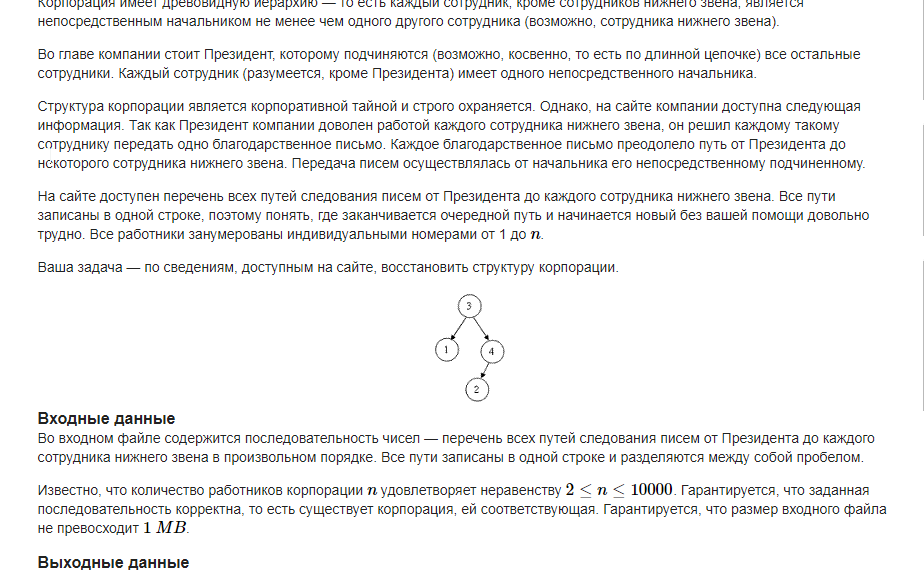 Корпорация имеет древовидную иерархию — то есть каждый сотрудник, кроме сотрудников нижнего звена, является
непосредственным начальником не менее чем одного другого сотрудника (возможно, сотрудника нижнего звена).
Во главе компании стоит Президент, которому подчиняются (возможно, косвенно, то есть по длинной цепочке) все остальные
сотрудники. Каждый сотрудник (разумеется, кроме Президента) имеет одного непосредственного начальника.
Структура корпорации является корпоративной тайной и строго охраняется. Однако, на сайте компании доступна следующая
информация. Так как Президент компании доволен работой каждого сотрудника нижнего звена, он решил каждому такому
сотруднику передать одно благодарственное письмо. Каждое благодарственное письмо преодолело путь от Президента до
некоторого сотрудника нижнего звена. Передача писем осуществлялась от начальника его непосредственному подчиненному.
На сайте доступен перечень всех путей следования писем от Президента до каждого сотрудника нижнего звена. Все пути
записаны в одной строке, поэтому понять, где заканчивается очередной путь и начинается новый без вашей помощи довольно
трудно. Все работники занумерованы индивидуальными номерами от 1 до n.
Ваша задача — по сведениям, доступным на сайте, восстановить структуру корпорации.
3
1 4
2
Входные данные
Во входном файле содержится последовательность чисел — перечень всех путей следования писем от Президента до каждого
сотрудника нижнего звена в произвольном порядке. Все пути записаны в одной строке и разделяются между собой пробелом.
Известно, что количество работников корпорации n удовлетворяет неравенству 2 ≤ n ≤ 10000. Гарантируется, что заданная
последовательность корректна, то есть существует корпорация, ей соответствующая. Гарантируется, что размер входного файла
не превосходит 1 MB.
Выходные данные